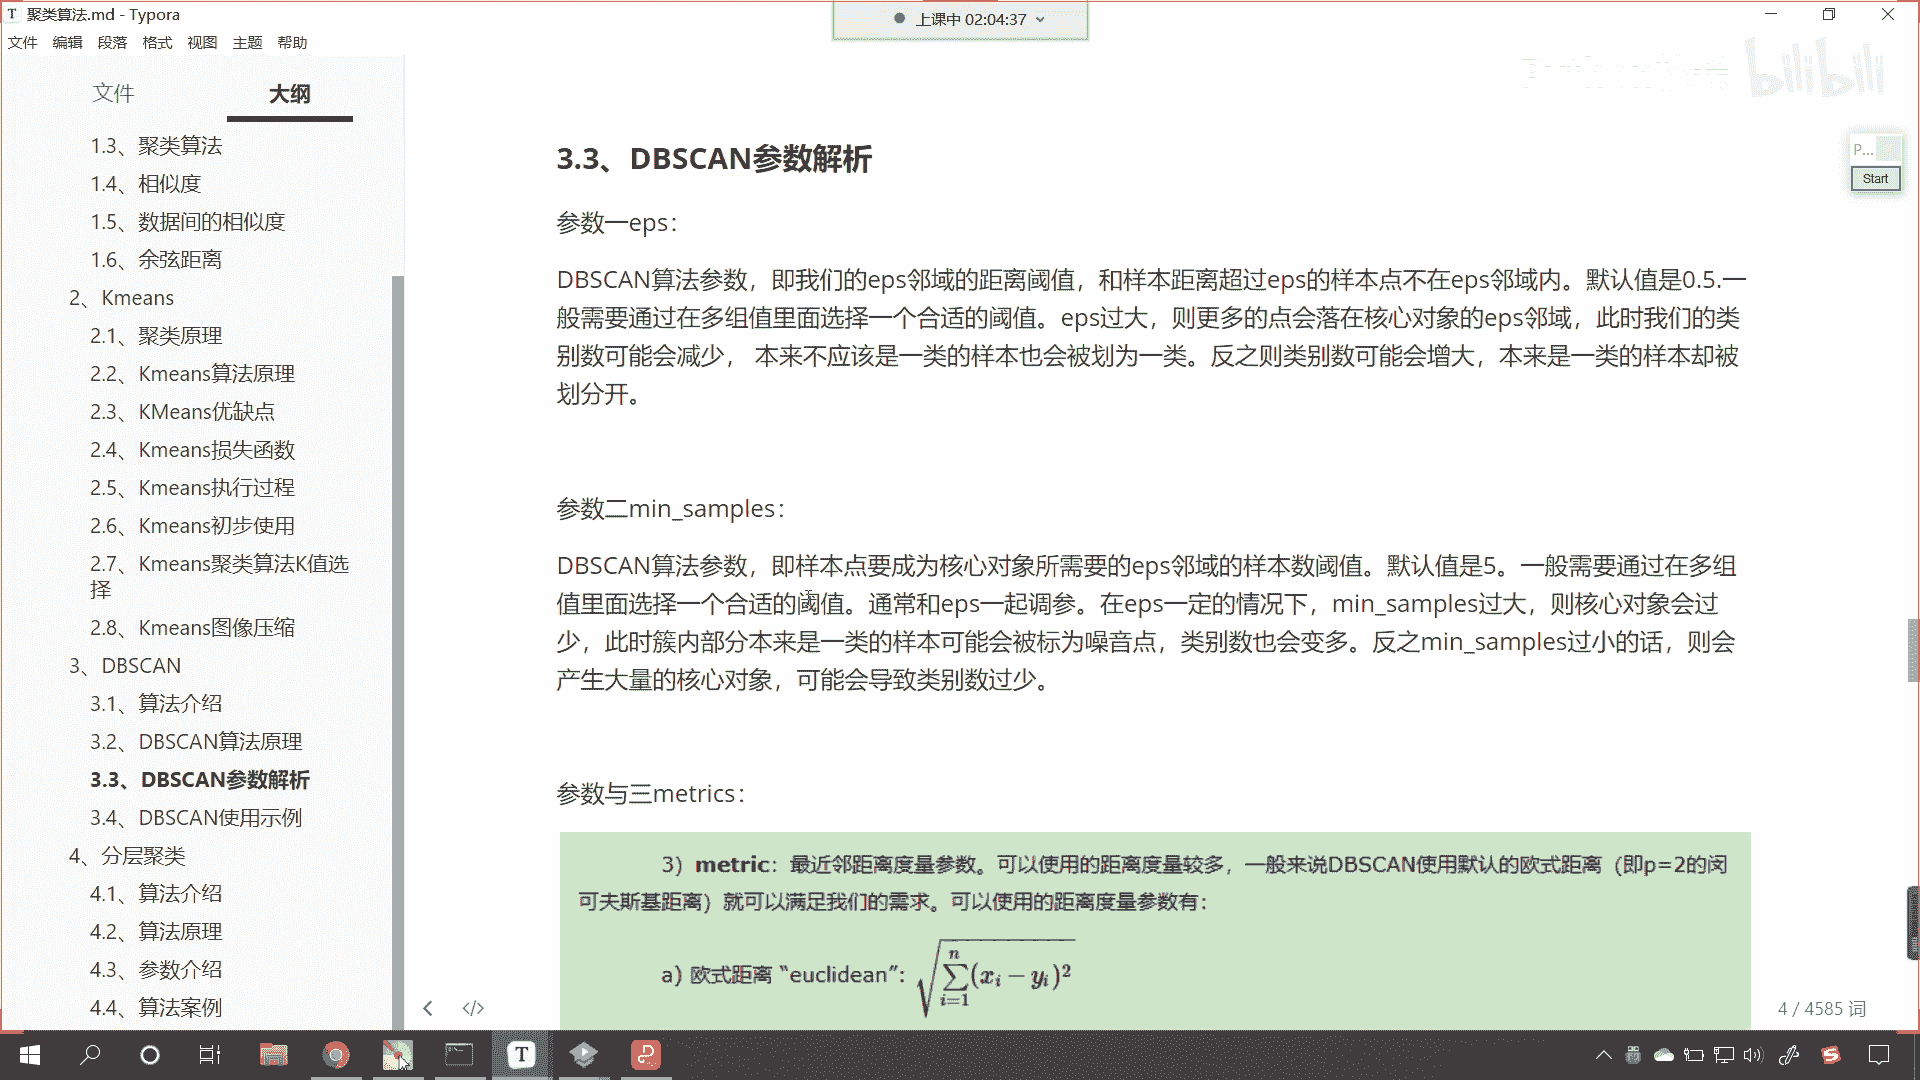 聚类算法.md - Typora
上课中 02:04:37
文件 编辑 段落 格式 视图 主题 帮助
bilibili
文件 大纲
1.3、聚类算法
1.4、相似度
1.5、数据间的相似度
1.6、余弦距离
2、Kmeans
2.1、聚类原理
2.2、Kmeans算法原理
2.3、KMeans优缺点
2.4、Kmeans损失函数
2.5、Kmeans执行过程
2.6、Kmeans初步使用
2.7、Kmeans聚类算法K值选
择
2.8、Kmeans图像压缩
3、DBSCAN
3.1、算法介绍
3.2、DBSCAN算法原理
3.3、DBSCAN参数解析
3.4、DBSCAN使用示例
4、分层聚类
4.1、算法介绍
4.2、算法原理
4.3、参数介绍
4.4、算法案例
3.3、DBSCAN参数解析
参数一eps：
DBSCAN算法参数，即我们的eps邻域的距离阈值，和样本距离超过eps的样本点不在eps邻域内。默认值是0.5.一
般需要通过在多组值里面选择一个合适的阈值。eps过大，则更多的点会落在核心对象的eps邻域，此时我们的类
别数可能会减少， 本来不应该是一类的样本也会被划为一类。反之则类别数可能会增大，本来是一类的样本却被
划分开。
参数二min_samples：
DBSCAN算法参数，即样本点要成为核心对象所需要的eps邻域的样本数阈值。默认值是5。一般需要通过在多组
值里面选择一个合适的阈值。通常和eps一起调参。在eps一定的情况下，min_samples过大，则核心对象会过
少，此时簇内部分本来是一类的样本可能会被标为噪音点，类别数也会变多。反之min_samples过小的话，则会
产生大量的核心对象，可能会导致类别数过少。
参数与三metrics：
3）metric：最近邻距离度量参数。可以使用的距离度量较多，一般来说DBSCAN使用默认的欧式距离（即p=2的闵
可夫斯基距离）就可以满足我们的需求。可以使用的距离度量参数有：
a) 欧式距离 “euclidean”: √∑_{i=1}^{n}(x_i − y_i)²
P...
Start
4 / 4585 词